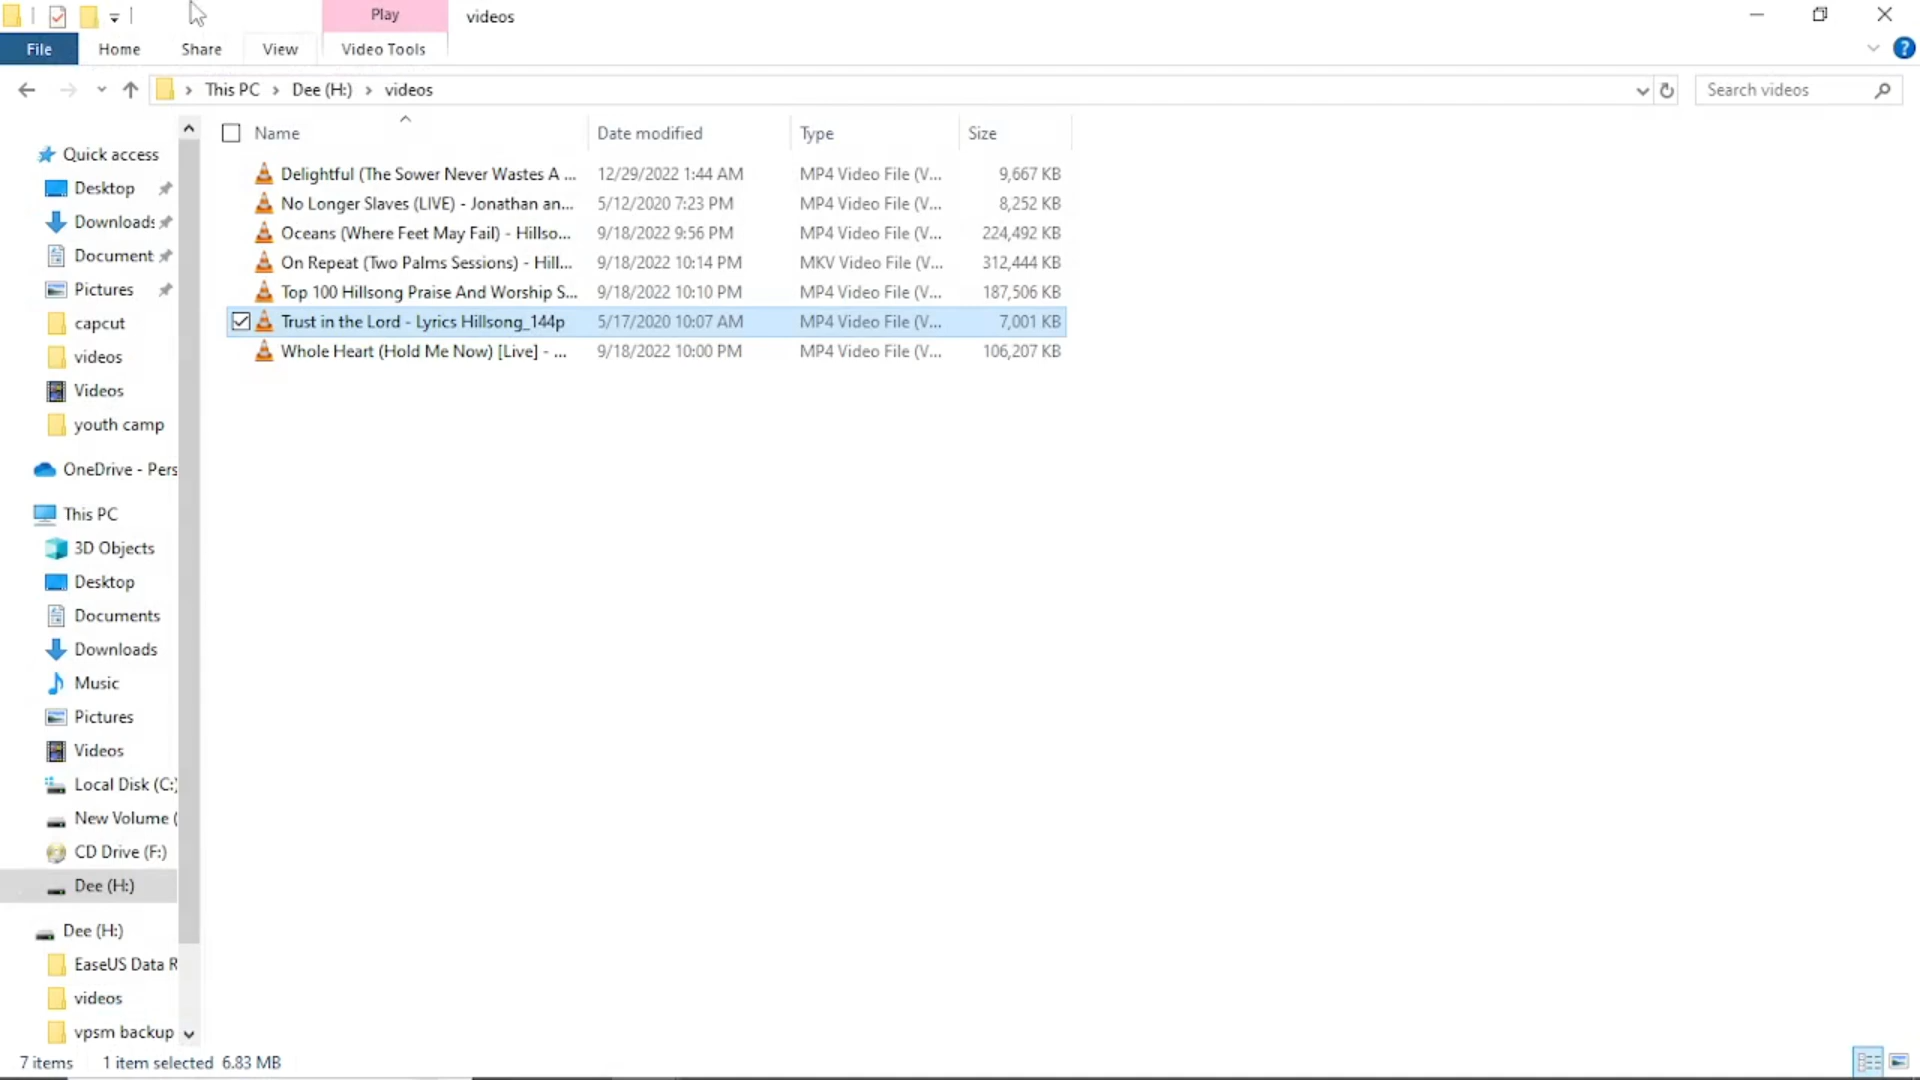 Play videos
File Home Share View Video Tools
This PC Dee (H:) videos Search videos
Name Date modified Type Size
Delightful (The Sower Never Wastes A ... 12/29/2022 1:44 AM MP4 Video File (V... 9,667 KB
No Longer Slaves (LIVE) - Jonathan an... 5/12/2020 7:23 PM MP4 Video File (V... 8,252 KB
Oceans (Where Feet May Fail) - Hillso... 9/18/2022 9:56 PM MP4 Video File (V... 224,492 KB
On Repeat (Two Palms Sessions) - Hill... 9/18/2022 10:14 PM MKV Video File (V... 312,444 KB
Top 100 Hillsong Praise And Worship S... 9/18/2022 10:10 PM MP4 Video File (V... 187,506 KB
Trust in the Lord - Lyrics Hillsong_144p 5/17/2020 10:07 AM MP4 Video File (V... 7,001 KB
Whole Heart (Hold Me Now) [Live] - ... 9/18/2022 10:00 PM MP4 Video File (V... 106,207 KB
Quick access
Desktop
Downloads
Document
Pictures
capcut
videos
Videos
youth camp
OneDrive - Pers
This PC
3D Objects
Desktop
Documents
Downloads
Music
Pictures
Videos
Local Disk (C:)
New Volume (
CD Drive (F:)
Dee (H:)
Dee (H:)
EaseUS Data R
videos
vpsm backup
7 items 1 item selected 6.83 MB